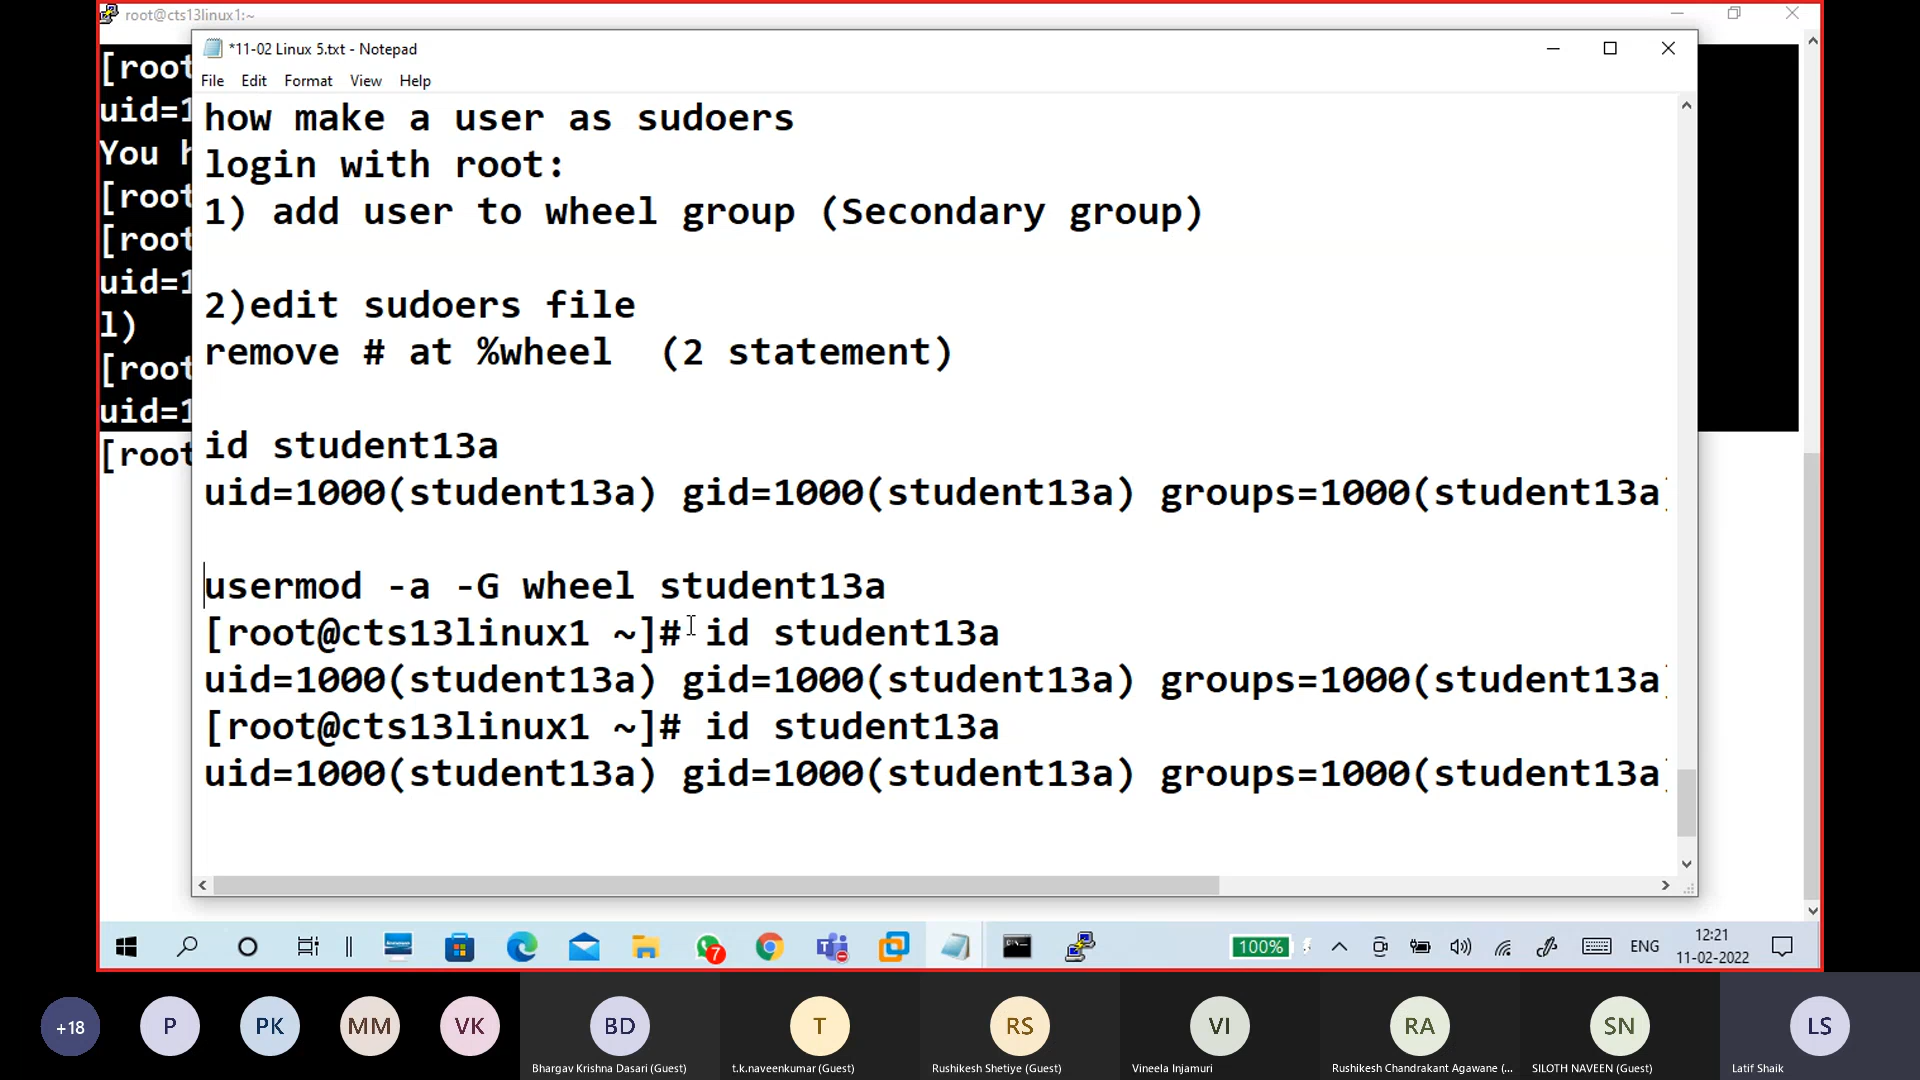 root@cts13linux1:~
*11-02 Linux 5.txt - Notepad
File Edit Format View Help
[root
uid=1
You h
[root
[root
uid=1
l)
[root
uid=1
[root
how make a user as sudoers
login with root:
1) add user to wheel group (Secondary group)
2)edit sudoers file
remove # at %wheel (2 statement)
id student13a
uid=1000(student13a) gid=1000(student13a) groups=1000(student13a)
usermod -a -G wheel student13a
[root@cts13linux1 ~]# id student13a
uid=1000(student13a) gid=1000(student13a) groups=1000(student13a)
[root@cts13linux1 ~]# id student13a
uid=1000(student13a) gid=1000(student13a) groups=1000(student13a)
7
100%
ENG
12:21
11-02-2022
+18 P PK MM VK BD T RS VI RA SN LS
Bhargav Krishna Dasari (Guest) t.k.naveenkumar (Guest) Rushikesh Shetiye (Guest) Vineela Injamuri Rushikesh Chandrakant Agawane (... SILOTH NAVEEN (Guest) Latif Shaik